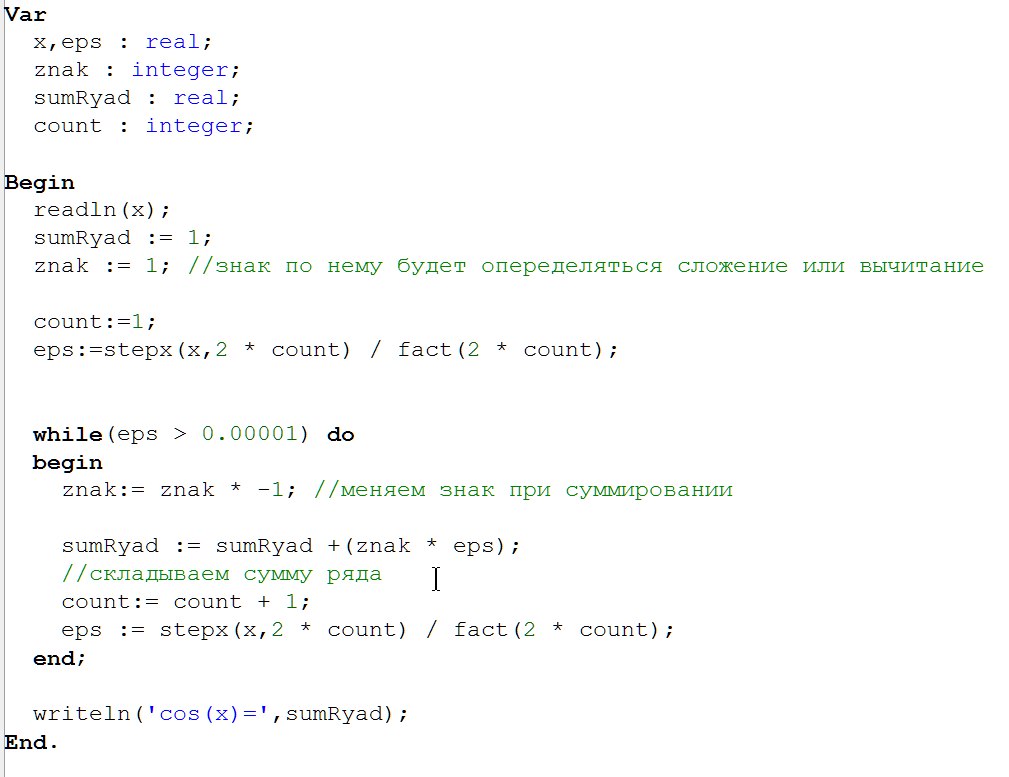 Var
x,eps : real;
znak : integer;
sumRyad : real;
count : integer;
Begin
readln(x);
sumRyad := 1;
znak := 1; //знак по нему будет опеределяться сложение или вычитание
count:=1;
eps:=stepx(x,2 * count) / fact(2 * count);
while(eps > 0.00001) do
begin
znak:= znak * -1; //меняем знак при суммировании
sumRyad := sumRyad +(znak * eps);
//складываем сумму ряда
count:= count + 1;
eps := stepx(x,2 * count) / fact(2 * count);
end;
writeln('cos(x)=',sumRyad);
End.